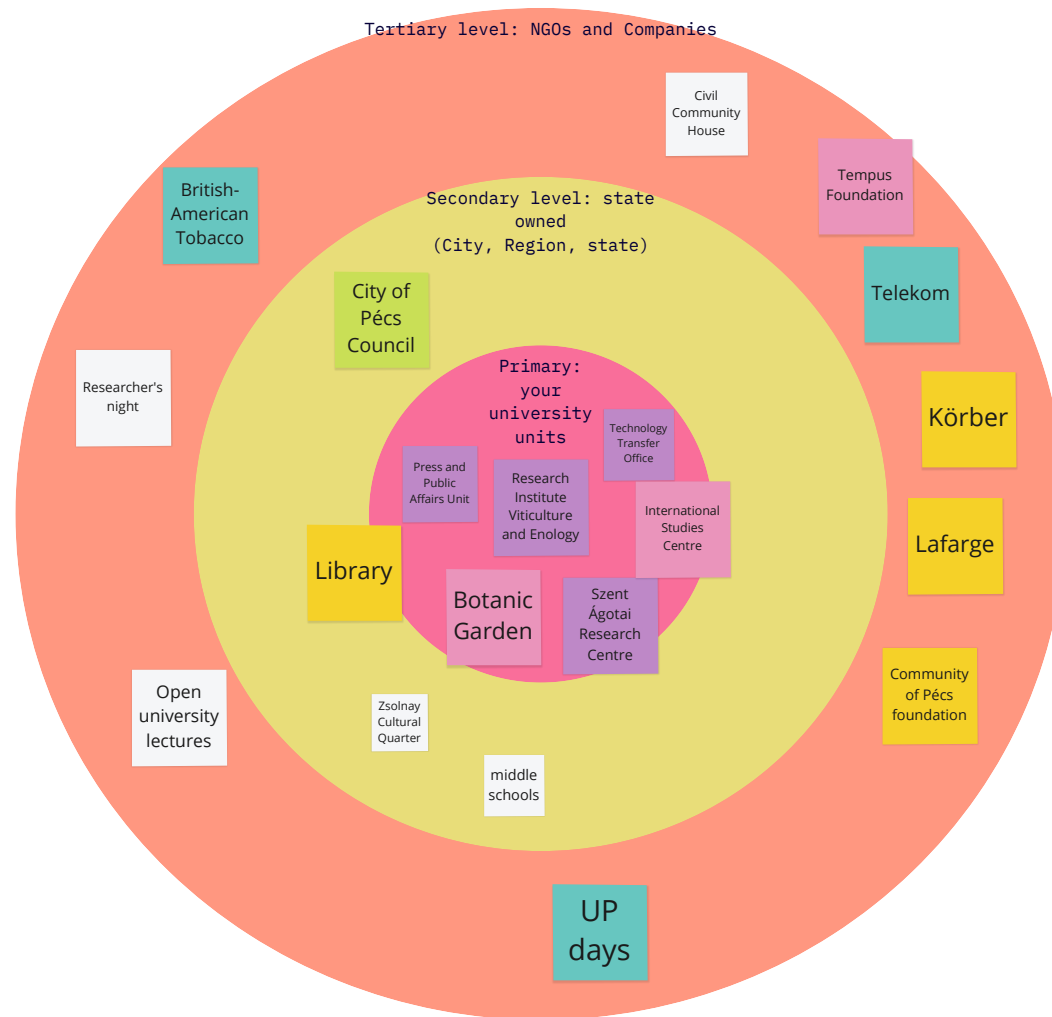 Tertiary level: NGOs and Companies
Civil
Community
House
Tempus
Foundation
British-
American
Tobacco
Secondary level: state
owned
(City, Region, state)
Telekom
City of
Pécs
Council
Researcher's
night
Primary:
your
university
units
Körber
Technology
Transfer
Office
Press and
Public
Affairs Unit
Research
Institute
Viticulture
and Enology
International
Studies
Centre
Lafarge
Library
Botanic
Garden
Szent
Ágotai
Research
Centre
Community
of Pécs
foundation
Open
university
lectures
Zsolnay
Cultural
Quarter
middle
schools
UP
days